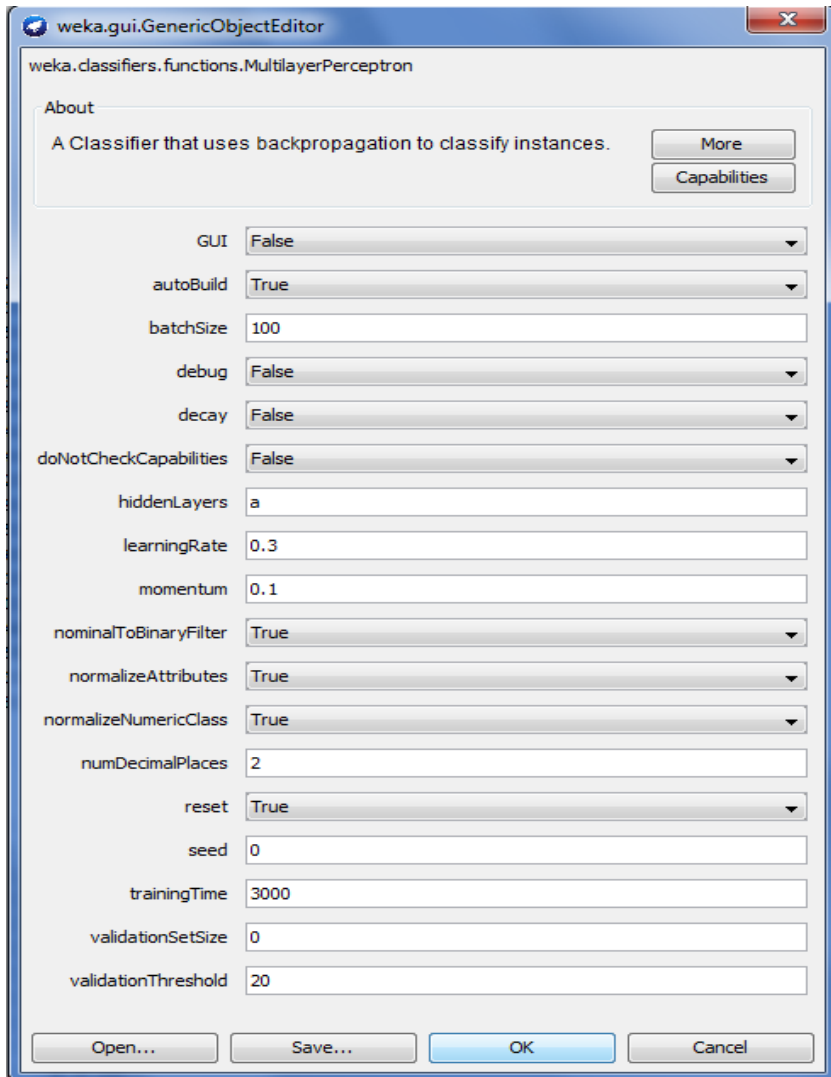 weka.gui.GenericObjectEditor
weka.classifiers.functions.MultilayerPerceptron
About
A Classifier that uses backpropagation to classify instances.
More
Capabilities
GUI False
autoBuild True
batchSize 100
debug False
decay False
doNotCheckCapabilities False
hiddenLayers a
learningRate 0.3
momentum 0.1
nominalToBinaryFilter True
normalizeAttributes True
normalizeNumericClass True
numDecimalPlaces 2
reset True
seed 0
trainingTime 3000
validationSetSize 0
validationThreshold 20
Open... Save... OK Cancel